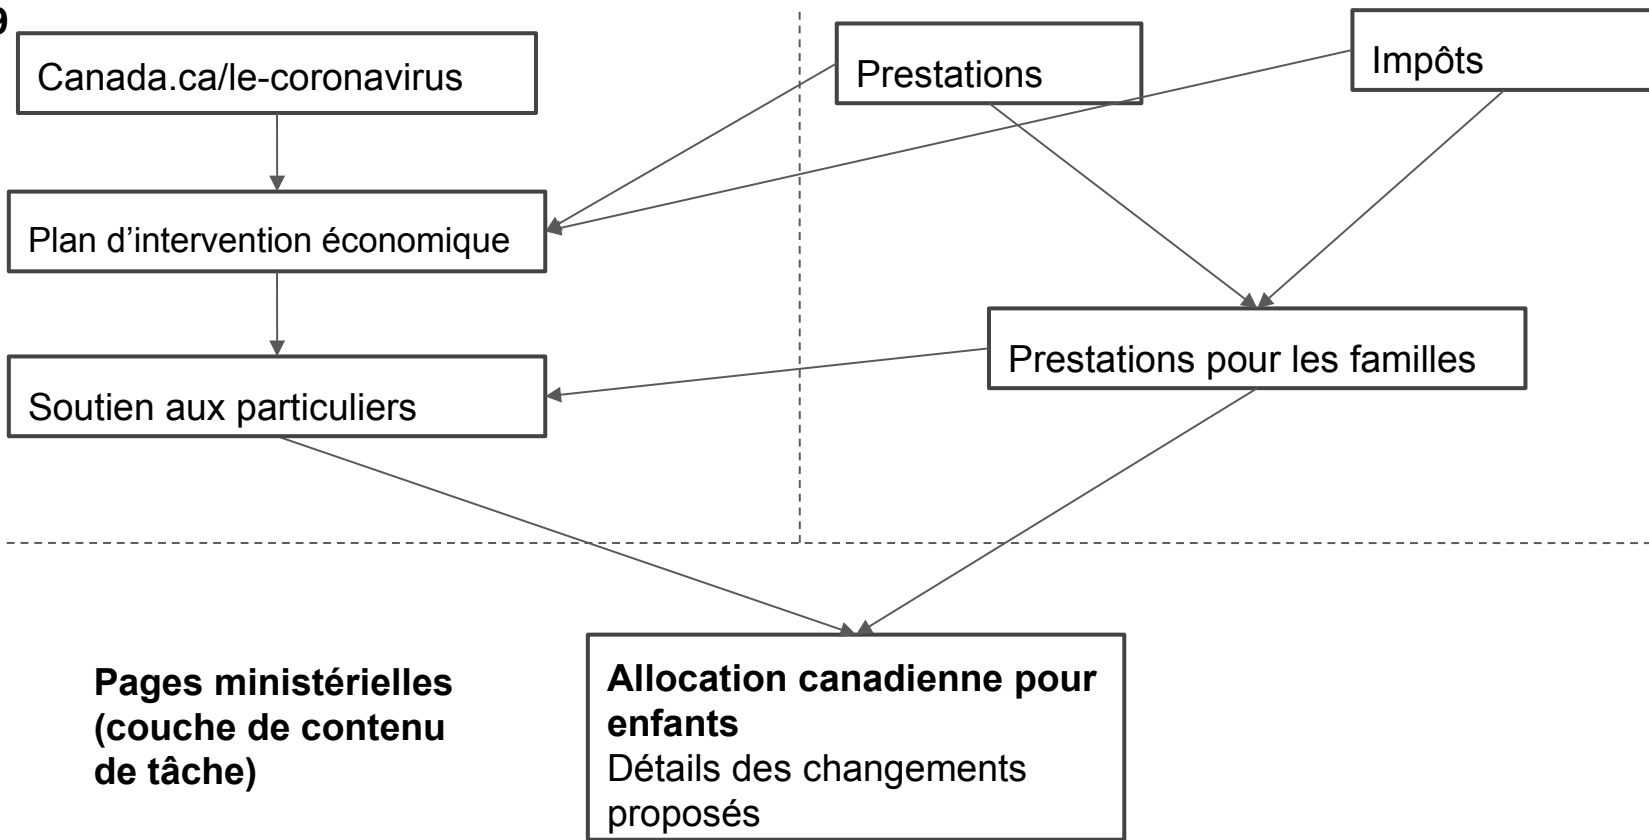 9
Canada.ca/le-coronavirus
Prestations
Impôts
Plan d’intervention économique
Prestations pour les familles
Soutien aux particuliers
Pages ministérielles
(couche de contenu
de tâche)
Allocation canadienne pour
enfants
Détails des changements
proposés